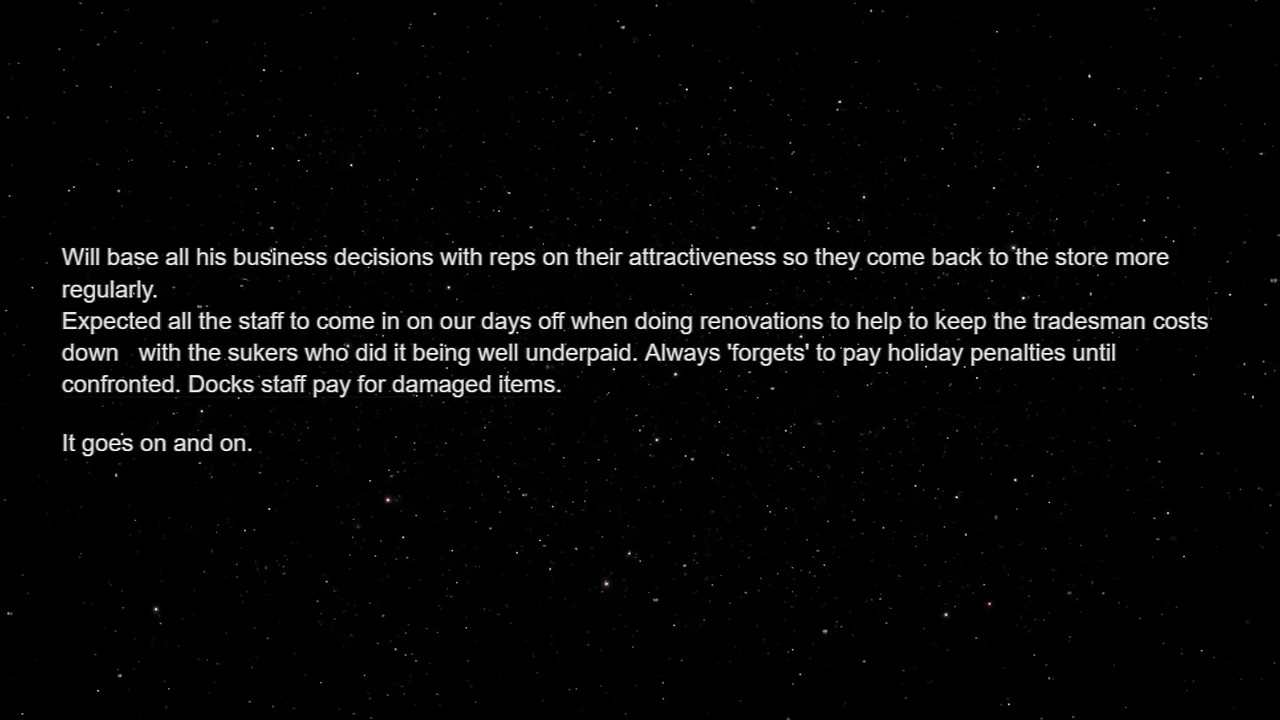 Will base all his business decisions with reps on their attractiveness so they come back to the store more
regularly.
Expected all the staff to come in on our days off when doing renovations to help to keep the tradesman costs
down   with the sukers who did it being well underpaid. Always 'forgets' to pay holiday penalties until
confronted. Docks staff pay for damaged items.
It goes on and on.